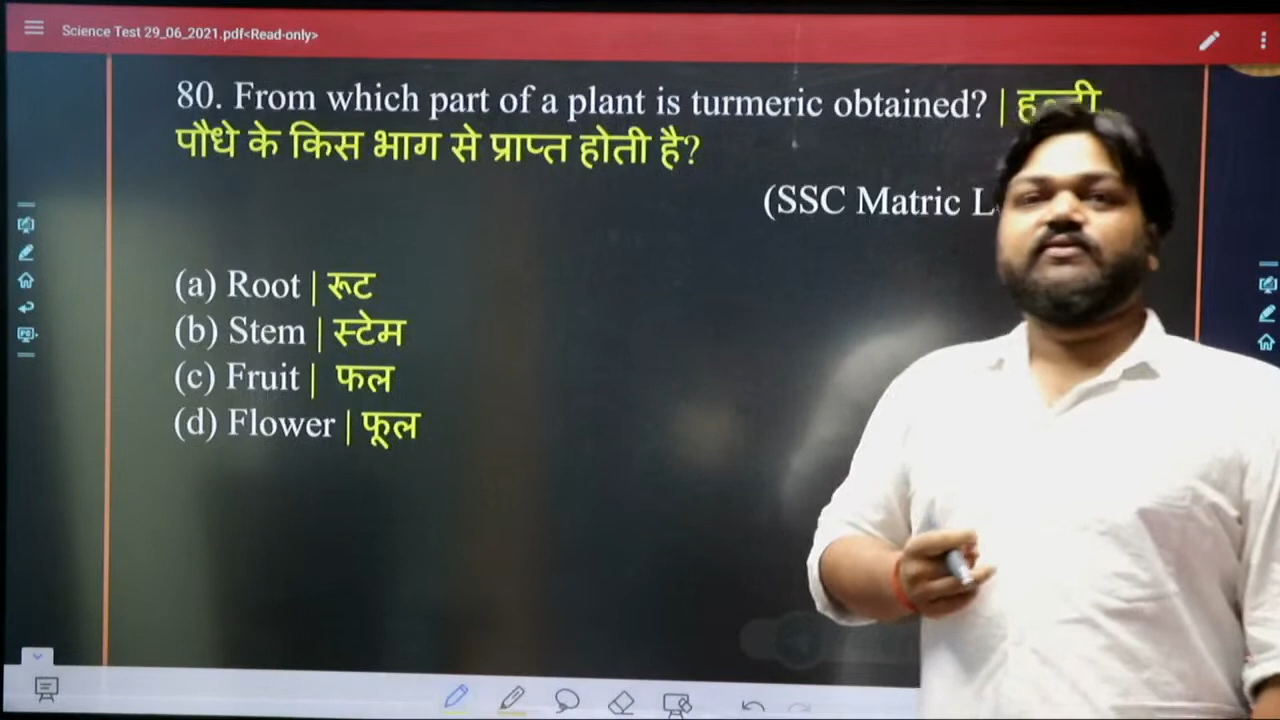 Science Test 29_06_2021.pdf<Read-only>
80. From which part of a plant is turmeric obtained? |
पौधे के किस भाग से प्राप्त होती है?
(SSC Matric
(a) Root | रूट
(b) Stem | स्टेम
(c) Fruit | फल
(d) Flower | फूल